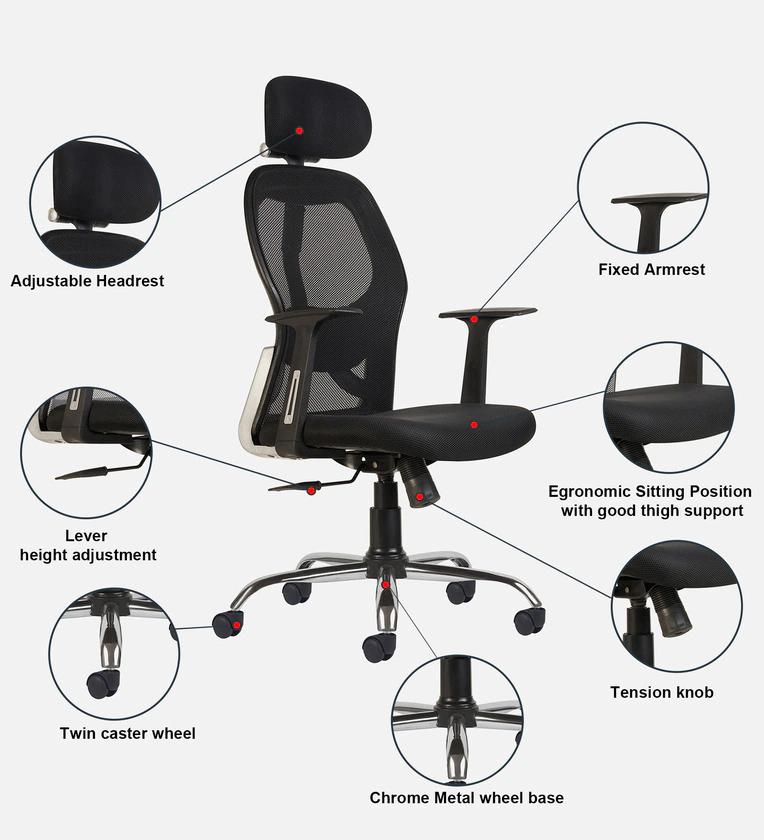 Adjustable Headrest
Fixed Armrest
Egronomic Sitting Position
with good thigh support
Lever
height adjustment
Tension knob
Twin caster wheel
Chrome Metal wheel base